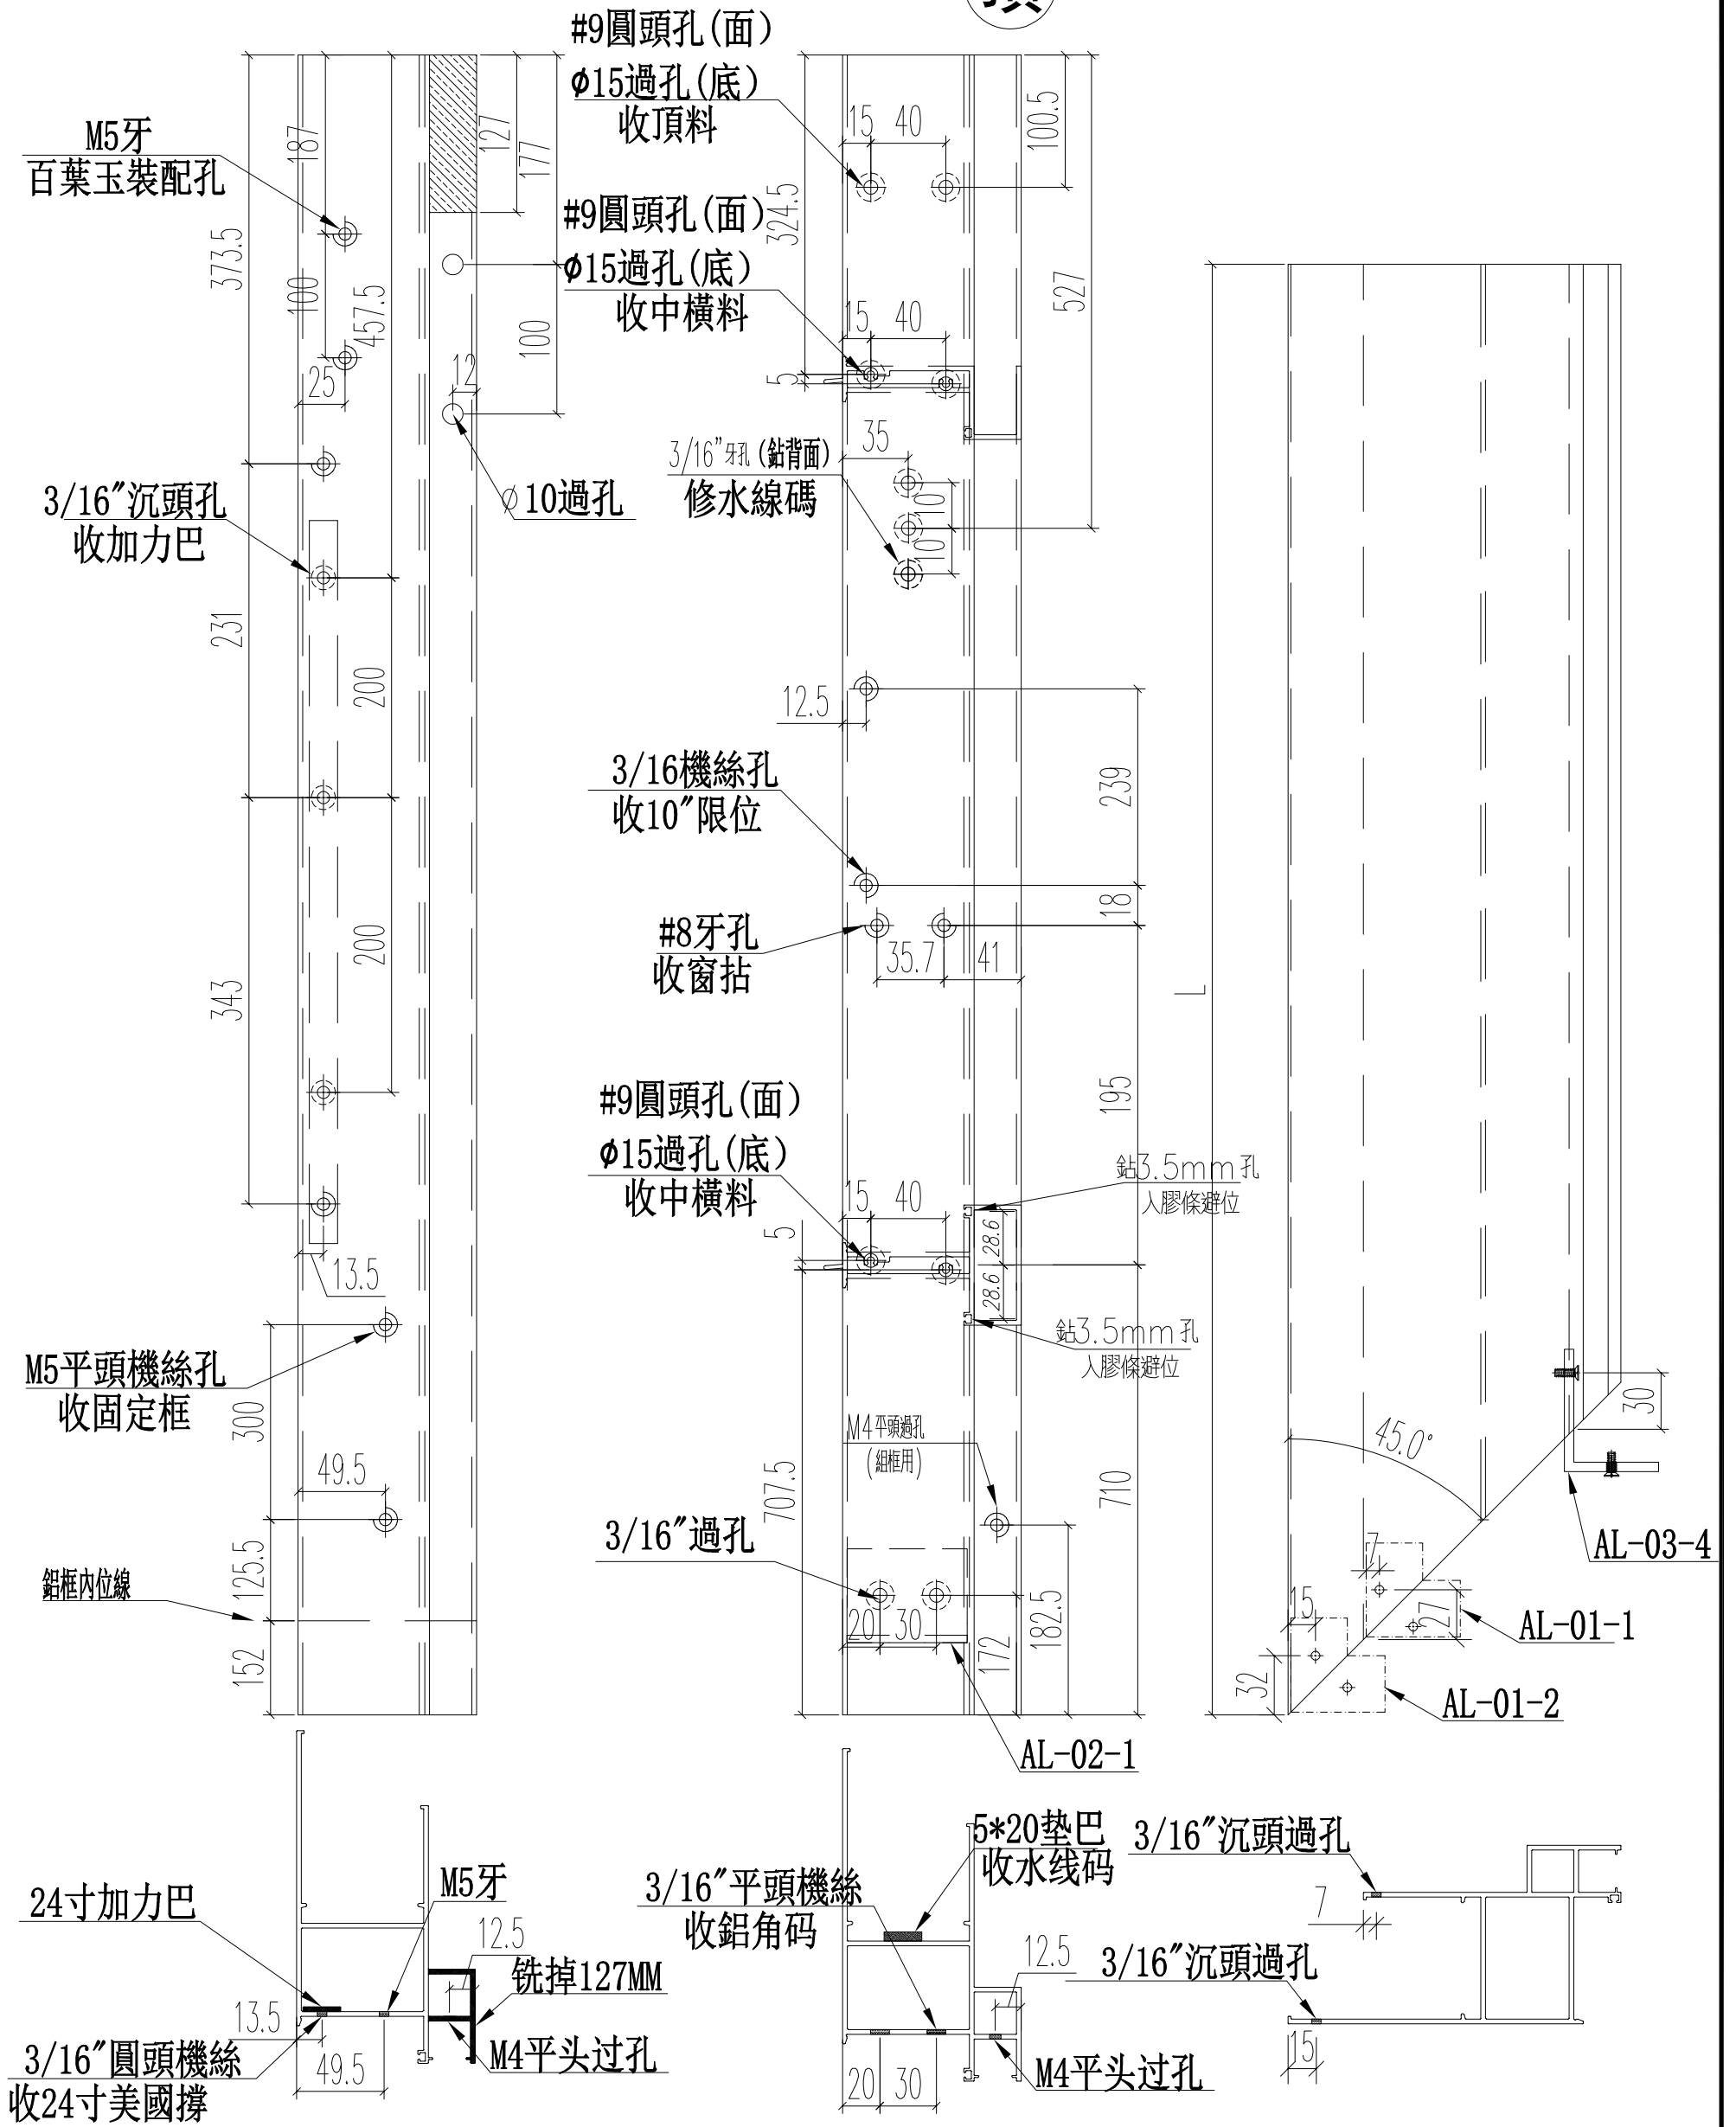 #9圓頭孔(面)
ϕ15過孔(底)
收頂料
M5牙
百葉玉裝配孔
187
127
177
15
40
100.5
324.5
373.5
100
457.5
#9圓頭孔(面)
ϕ15過孔(底)
收中橫料
527
25
12
100
15
40
5
3/16"牙孔(鉆背面)
修水線碼
35
10
10
3/16"沉頭孔
收加力巴
∅10過孔
231
200
12.5
3/16機絲孔
收10"限位
239
18
#8牙孔
收窗拈
35.7
41
L
343
200
#9圓頭孔(面)
ϕ15過孔(底)
收中橫料
195
鉆3.5mm孔
入膠條避位
15
40
5
28.6
28.6
13.5
鉆3.5mm孔
入膠條避位
M5平頭機絲孔
收固定框
300
49.5
M4平頭過孔
(組框用)
707.5
710
45.0°
30
AL-03-4
3/16"過孔
鋁框內位線
125.5
152
20
30
172
182.5
7
15
27
32
AL-01-1
AL-01-2
AL-02-1
24寸加力巴
M5牙
12.5
铣掉127MM
13.5
49.5
3/16"圓頭機絲
收24寸美國撐
M4平头过孔
5*20垫巴
收水线码
3/16"平頭機絲
收鋁角码
12.5
20
30
M4平头过孔
3/16"沉頭過孔
7
3/16"沉頭過孔
15